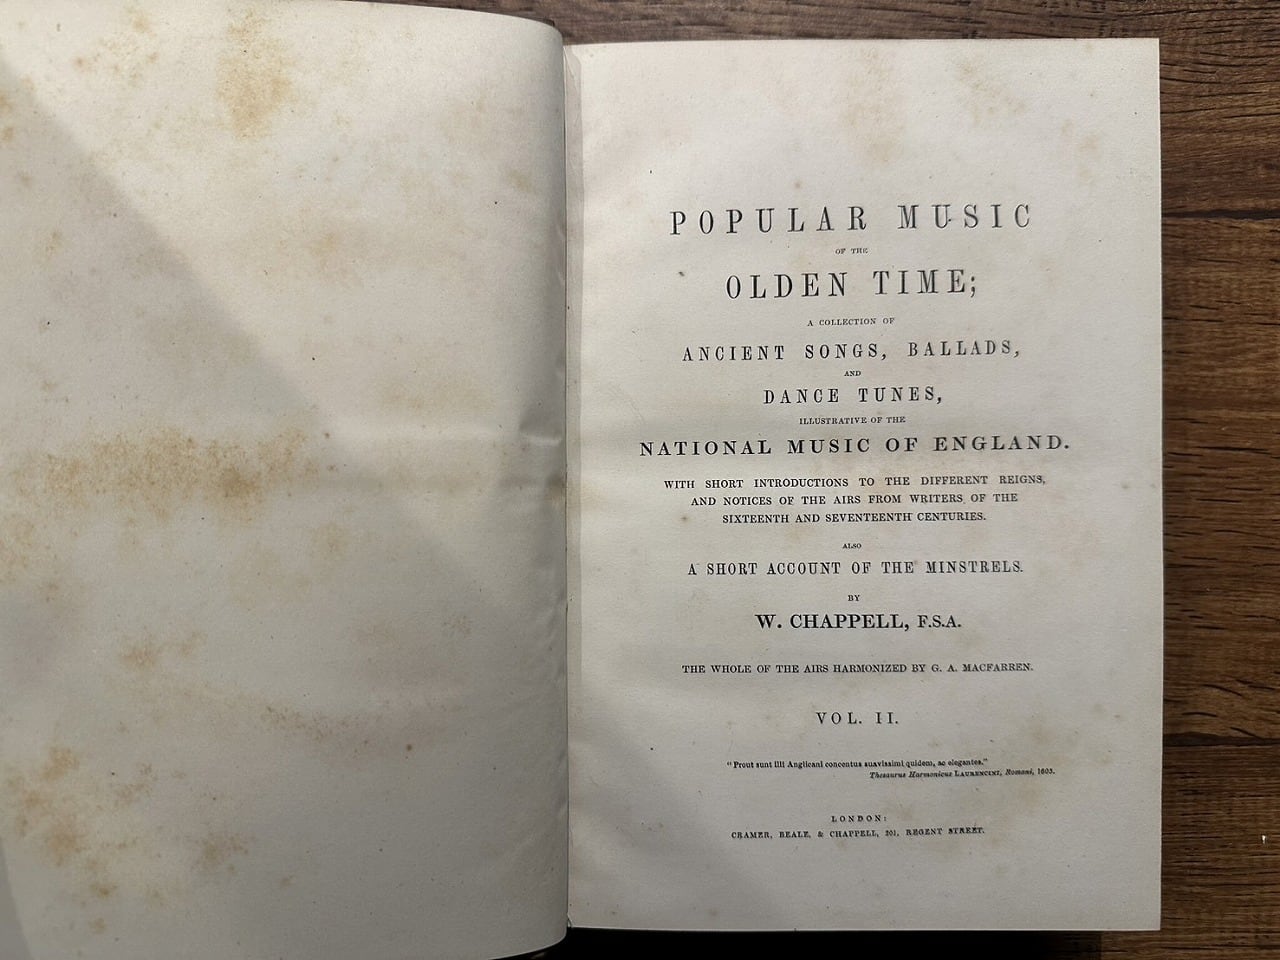 POPULAR MUSIC
OF THE
OLDEN TIME;
A COLLECTION OF
ANCIENT SONGS, BALLADS,
AND
DANCE TUNES,
ILLUSTRATIVE OF THE
NATIONAL MUSIC OF ENGLAND.
WITH SHORT INTRODUCTIONS TO THE DIFFERENT REIGNS,
AND NOTICES OF THE AIRS FROM WRITERS OF THE
SIXTEENTH AND SEVENTEENTH CENTURIES.
ALSO
A SHORT ACCOUNT OF THE MINSTRELS.
BY
W. CHAPPELL, F.S.A.
THE WHOLE OF THE AIRS HARMONIZED BY G. A. MACFARREN.
VOL. II.
"Prout sunt illi Anglicani concentus suavissimi quidem, ac elegantes."
Thesaurus Harmonicus LAURENCINI, Romani, 1603.
LONDON:
CRAMER, BEALE, & CHAPPELL, 201, REGENT STREET.